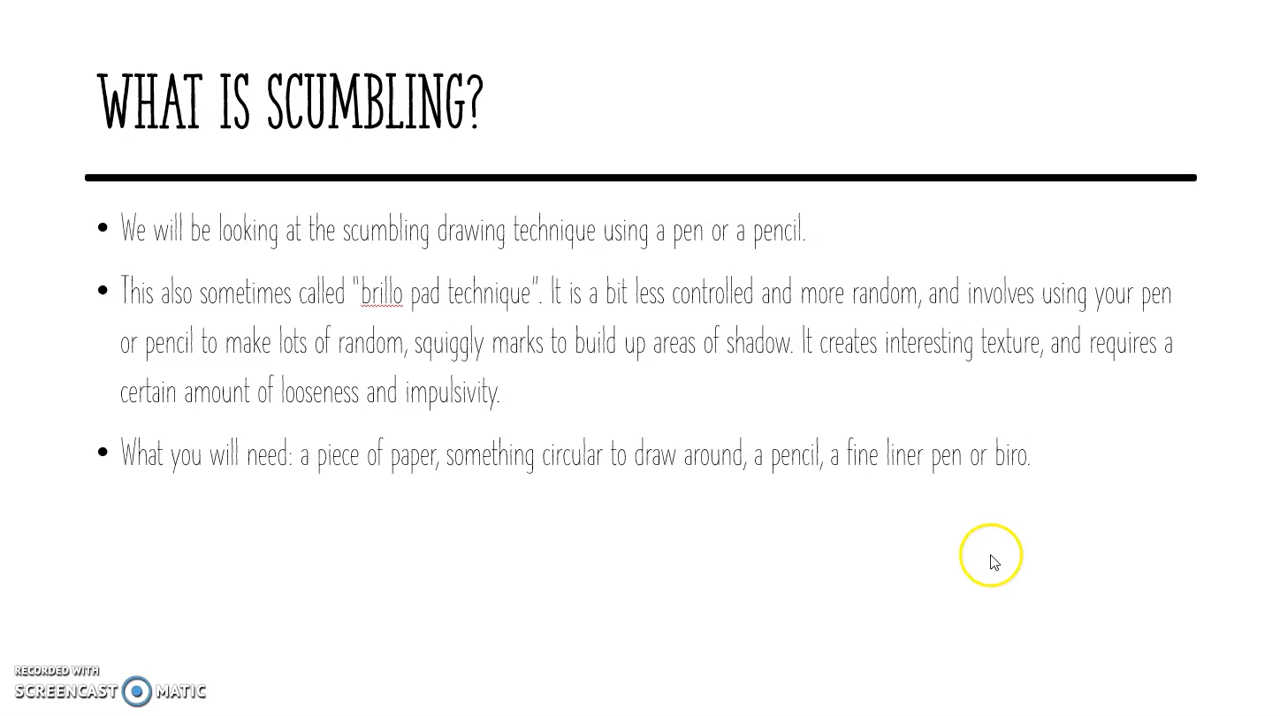 WHAT IS SCUMBLING?
• We will be looking at the scumbling drawing technique using a pen or a pencil.
• This also sometimes called "brillo pad technique". It is a bit less controlled and more random, and involves using your pen
or pencil to make lots of random, squiggly marks to build up areas of shadow. It creates interesting texture, and requires a
certain amount of looseness and impulsivity.
• What you will need: a piece of paper, something circular to draw around, a pencil, a fine liner pen or biro.
RECORDED WITH
SCREENCAST MATIC